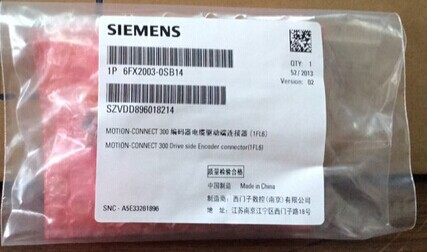 SIEMENS
1P 6FX2003-0SB14
QTY: 1
52/2013
Version: 02
SZVDD896018214
MOTION-CONNECT 300 编码器电缆驱动端连接器 (1FL6)
MOTION-CONNECT 300 Drive side Encoder connector(1FL6)
质量检验合格
中国制造 Made in China
制造商：西门子数控(南京)有限公司
SNC - A5E33261896
地 址：江苏南京江宁区西门子路18号